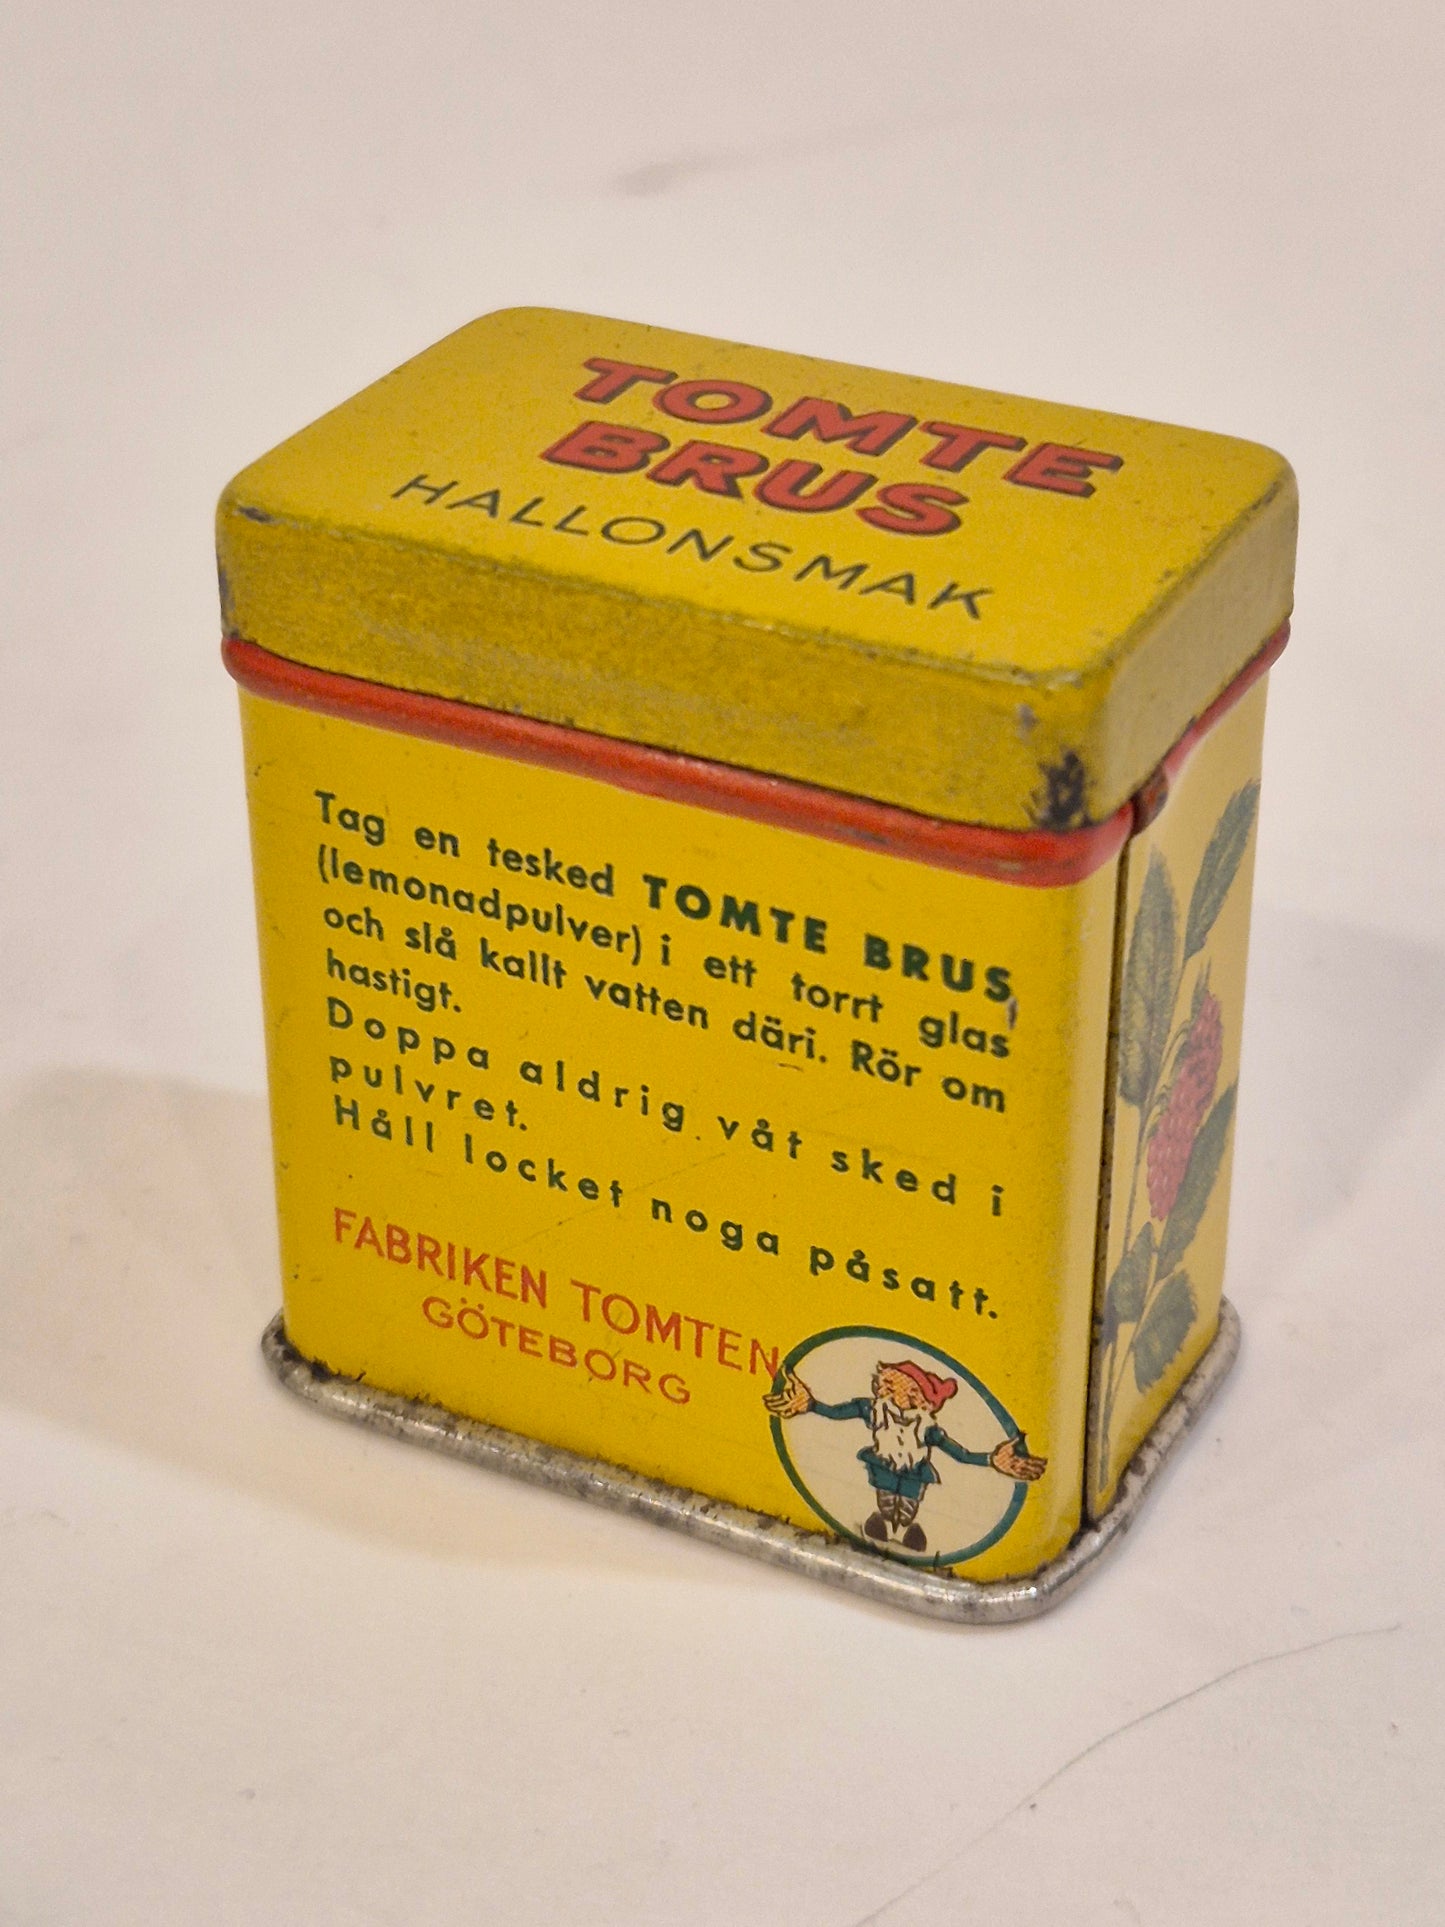 TOMTE
BRUS
HALLONSMAK
Tag en tesked TOMTE BRUS
(lemonadpulver) i ett torrt glas
och slå kallt vatten däri. Rör om
hastigt.
Doppa aldrig våt sked i
pulvret.
Håll locket noga påsatt.
FABRIKEN TOMTEN
GÖTEBORG